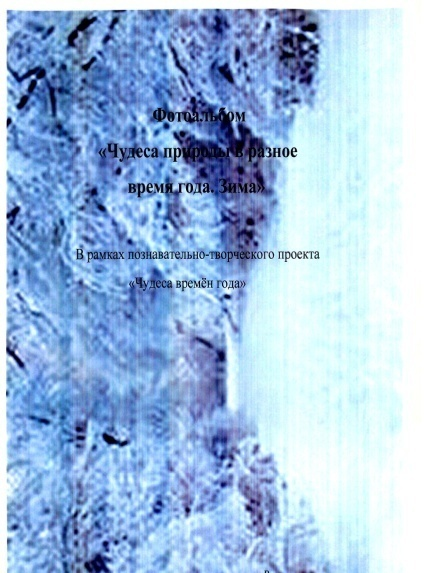 Фотоальбом
«Чудеса природы в разное
время года. Зима»
В рамках познавательно-творческого проекта
«Чудеса времён года»